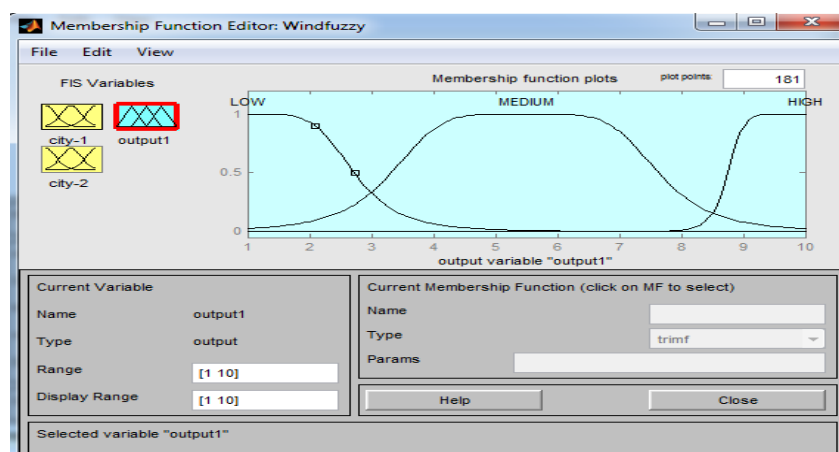 Membership Function Editor: Windfuzzy
File Edit View
FIS Variables
Membership function plots
plot points:
181
city-1
output1
city-2
LOW
MEDIUM
HIGH
1
0.5
0
1 2 3 4 5 6 7 8 9 10
output variable "output1"
Current Variable
Name output1
Type output
Range [1 10]
Display Range [1 10]
Current Membership Function (click on MF to select)
Name
Type trimf
Params
Help
Close
Selected variable "output1"